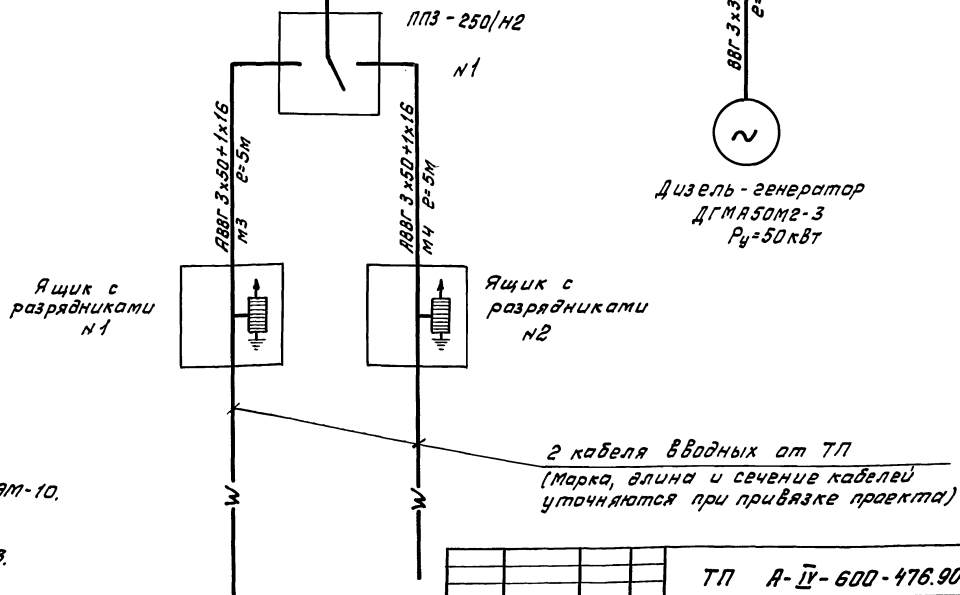 ППЗ-250/Н2
N1
ВВГ 3х3
АВВГ 3х50+1х16
ℓ=5м
М3
АВВГ 3х50+1х16
ℓ=5м
М4
~
Дизель-генератор
ДГМА50М2-3
Ру=50кВт
Ящик с
разрядниками
N1
Ящик с
разрядниками
N2
2 кабеля вводных от ТП
(Марка, длина и сечение кабелей
уточняются при привязке проекта)
W
W
ЭМ-10.
ТП А-IV-600-476.90